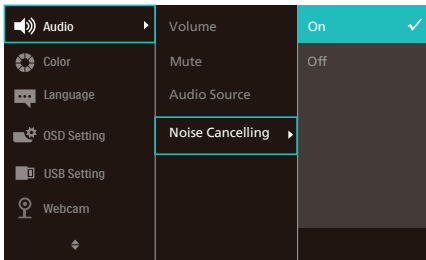 Audio
Color
Language
OSD Setting
USB Setting
Webcam
Volume
Mute
Audio Source
Noise Cancelling
On
Off